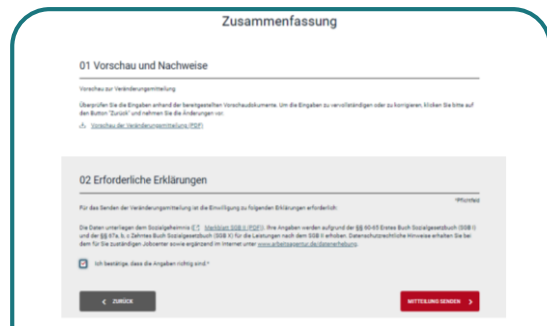 Zusammenfassung
01 Vorschau und Nachweise
Vorschau zur Veränderungsmitteilung
Überprüfen Sie die Eingaben anhand der bereitgestellten Vorschaudokumente. Um die Eingaben zu vervollständigen oder zu korrigieren, klicken Sie bitte auf
den Button "Zurück" und nehmen Sie die Änderungen vor.
Vorschau der Veränderungsmitteilung (PDF)
02 Erforderliche Erklärungen
*Pflichtfeld
Für das Senden der Veränderungsmitteilung ist die Einwilligung zu folgenden Erklärungen erforderlich:
Die Daten unterliegen dem Sozialgeheimnis ( Merkblatt SGB II (PDF)). Ihre Angaben werden aufgrund der §§ 60-65 Erstes Buch Sozialgesetzbuch (SGB I)
und der §§ 67a, b, c Zehntes Buch Sozialgesetzbuch (SGB X) für die Leistungen nach dem SGB II erhoben. Datenschutzrechtliche Hinweise erhalten Sie bei
dem für Sie zuständigen Jobcenter sowie ergänzend im Internet unter www.arbeitsagentur.de/datenerhebung.
Ich bestätige, dass die Angaben richtig sind.*
ZURÜCK
MITTEILUNG SENDEN